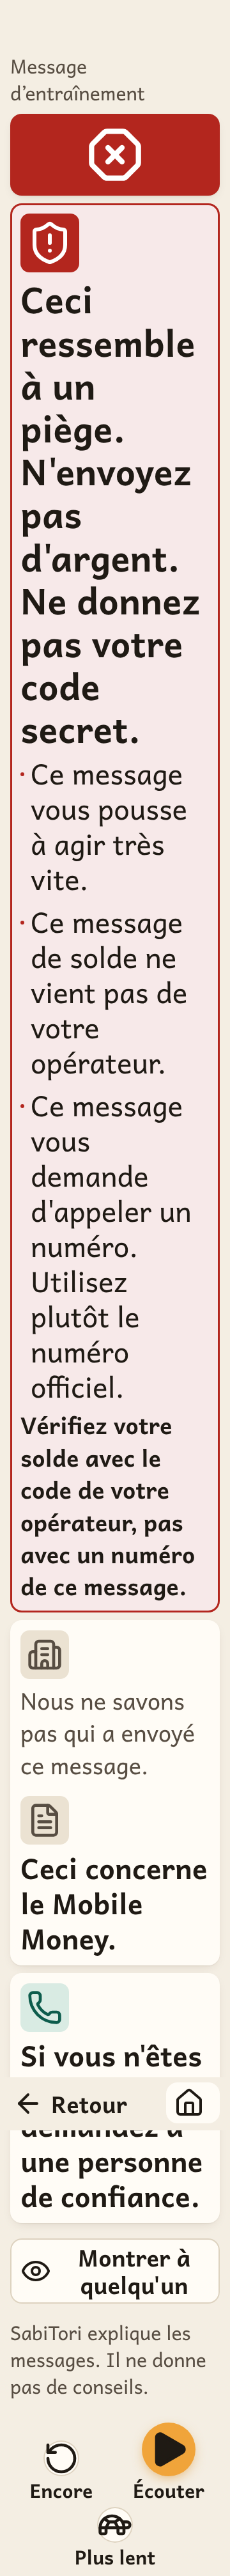 Message
d’entraînement
Ceci
ressemble
à un
piège.
N'envoyez
pas
d'argent.
Ne donnez
pas votre
code
secret.
· Ce message
vous pousse
à agir très
vite.
· Ce message
de solde ne
vient pas de
votre
opérateur.
· Ce message
vous
demande
d'appeler un
numéro.
Utilisez
plutôt le
numéro
officiel.
Vérifiez votre
solde avec le
code de votre
opérateur, pas
avec un numéro
de ce message.
Nous ne savons
pas qui a envoyé
ce message.
Ceci concerne
le Mobile
Money.
Si vous n'êtes
Retour
demandez à
une personne
de confiance.
Montrer à
quelqu'un
SabiTori explique les
messages. Il ne donne
pas de conseils.
Encore
Écouter
Plus lent